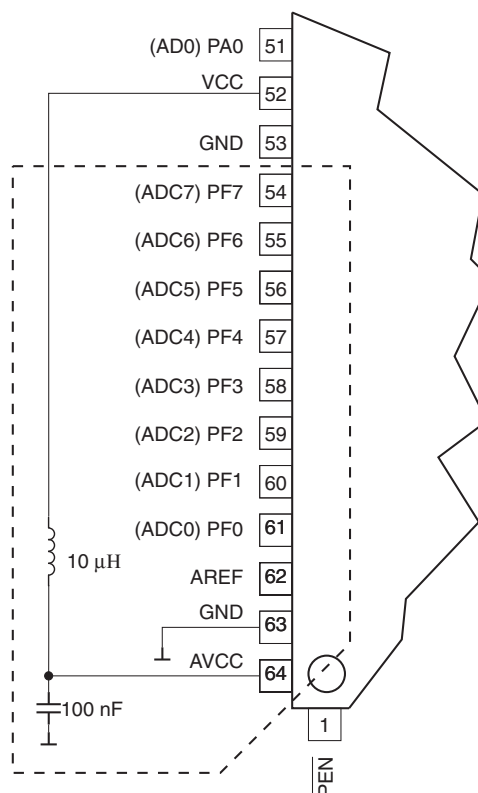 (AD0) PA0 51
VCC 52
GND 53
(ADC7) PF7 54
(ADC6) PF6 55
(ADC5) PF5 56
(ADC4) PF4 57
(ADC3) PF3 58
(ADC2) PF2 59
(ADC1) PF1 60
(ADC0) PF0 61
10 μH
AREF 62
GND 63
AVCC 64
100 nF
1
PEN